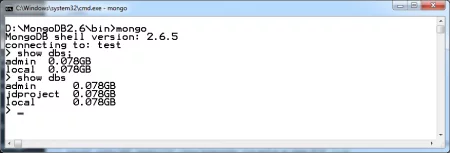 C:\Windows\system32\cmd.exe - mongo
D:\MongoDB2.6\bin>mongo
MongoDB shell version: 2.6.5
connecting to: test
> show dbs;
admin  0.078GB
local  0.078GB
> show dbs
admin      0.078GB
jdproject  0.078GB
local      0.078GB
> _